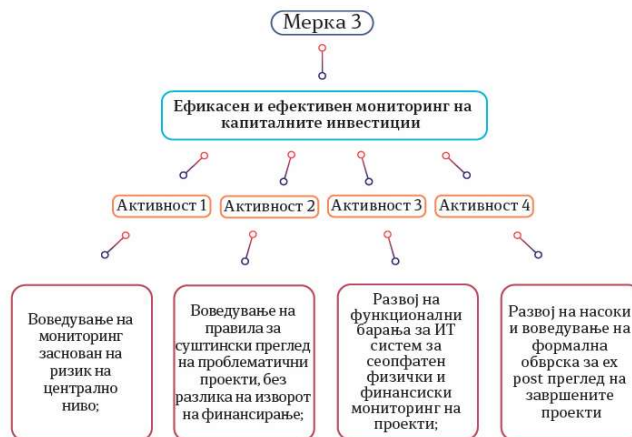 Мерка 3
Ефикасен и ефективен мониторинг на
капиталните инвестиции
Активност 1
Активност 2
Активност 3
Активност 4
Воведување на
мониторинг
заснован на
ризик на
централно
ниво;
Воведување на
правила за
суштински преглед
на проблематични
проекти, без
разлика на изворот
на финансирање;
Развој на
функционални
барања за ИТ
систем за
сеопфатен
физички и
финансиски
мониторинг на
проекти;
Развој на насоки
и воведување на
формална
обврска за ex
post преглед на
завршените
проекти